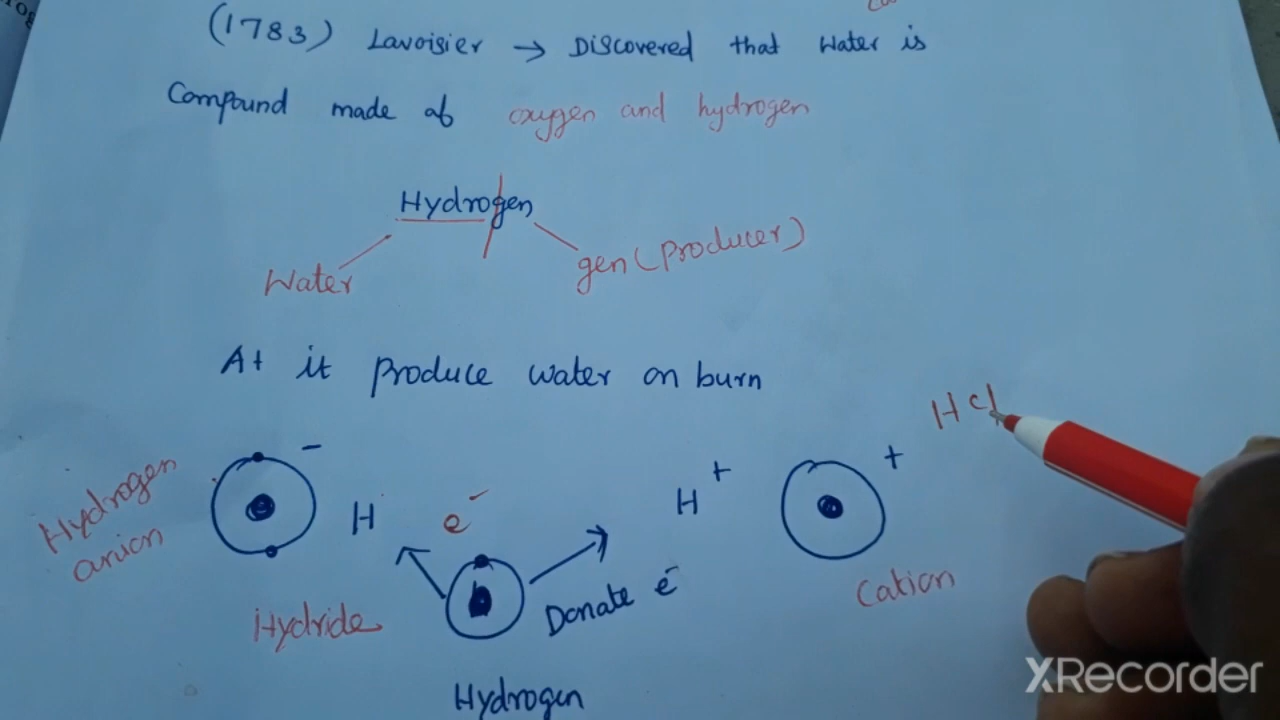 (1783) Lavoisier → Discovered that Water is
Compound made of oxygen and hydrogen
Hydrogen
Water
gen (Producer)
At it produce water on burn
HCl
Hydrogen
anion
-
H
e-
H+
+
Donate e-
Cation
Hydride
Hydrogen
XRecorder